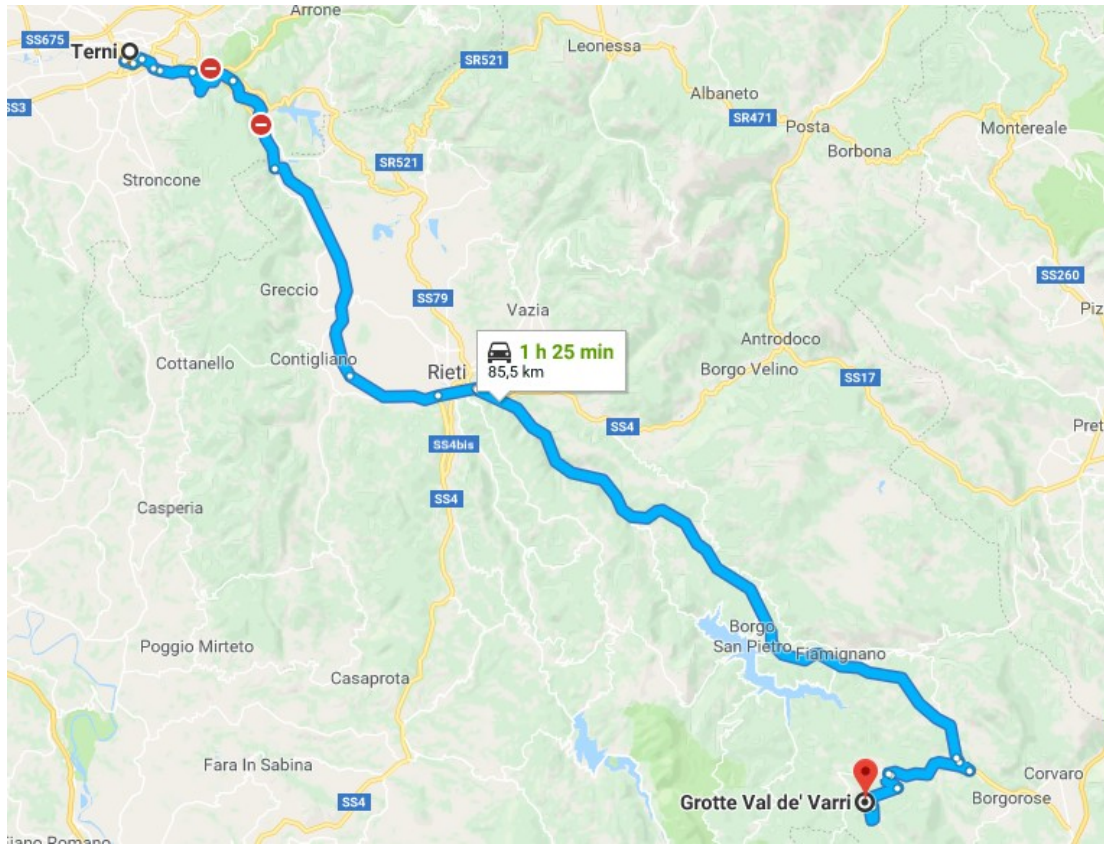 Arrone
SS675
Terni
Leonessa
SR521
SS3
Albaneto
SR471
Posta
Montereale
Borbona
SR521
Stroncone
SS260
Greccio
SS79
Vazia
Piz
Antrodoco
Cottanello
Contigliano
1 h 25 min
85,5 km
Rieti
Borgo Velino
SS17
SS4
Pret
SS4bis
SS4
Casperia
Borgo
San Pietro
Fiamignano
Poggio Mirteto
Casaprota
Fara In Sabina
Corvaro
Grotte Val de' Varri
Borgorose
SS4
iano Romano